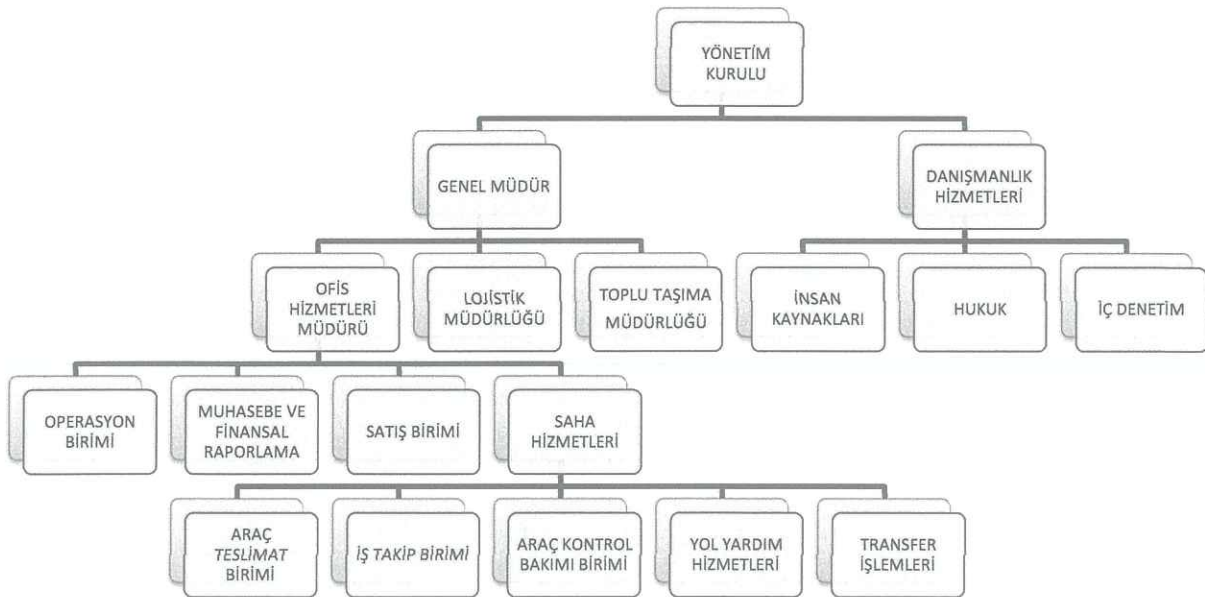 YÖNETİM
KURULU
GENEL MÜDÜR
DANIŞMANLIK
HİZMETLERİ
OFİS
HİZMETLERİ
MÜDÜRÜ
LOJİSTİK
MÜDÜRLÜĞÜ
TOPLU TAŞIMA
MÜDÜRLÜĞÜ
İNSAN
KAYNAKLARI
HUKUK
İÇ DENETİM
OPERASYON
BİRİMİ
MUHASEBE VE
FİNANSAL
RAPORLAMA
SATIŞ BİRİMİ
SAHA
HİZMETLERİ
ARAÇ
TESLİMAT
BİRİMİ
İŞ TAKİP BİRİMİ
ARAÇ KONTROL
BAKIMI BİRİMİ
YOL YARDIM
HİZMETLERİ
TRANSFER
İŞLEMLERİ